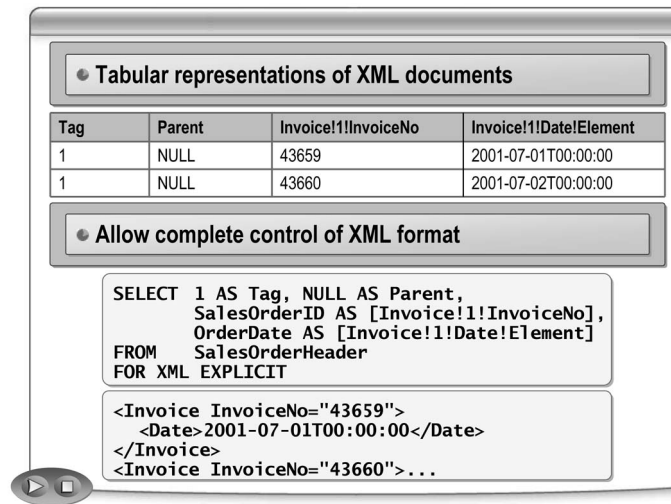 Tabular representations of XML documents
Tag Parent Invoice!1!InvoiceNo Invoice!1!Date!Element
1 NULL 43659 2001-07-01T00:00:00
1 NULL 43660 2001-07-02T00:00:00
Allow complete control of XML format
SELECT 1 AS Tag, NULL AS Parent,
SalesOrderID AS [Invoice!1!InvoiceNo],
OrderDate AS [Invoice!1!Date!Element]
FROM SalesOrderHeader
FOR XML EXPLICIT
<Invoice InvoiceNo="43659">
<Date>2001-07-01T00:00:00</Date>
</Invoice>
<Invoice InvoiceNo="43660">...